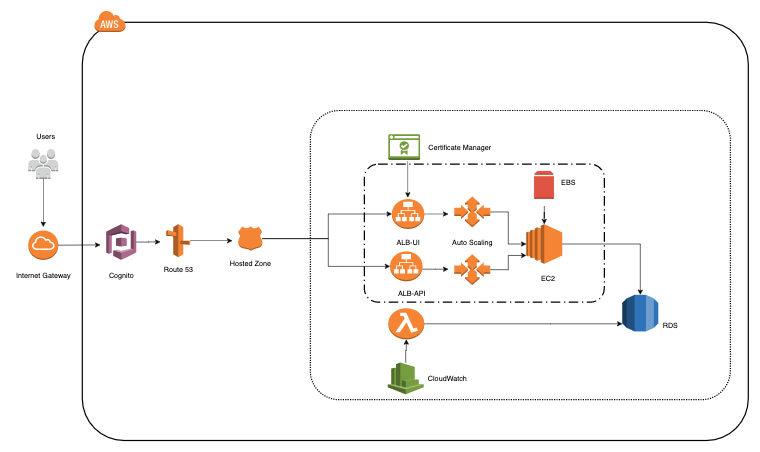 AWS
Users
Certificate Manager
EBS
ALB-UI
Auto Scaling
Internet Gateway
Cognito
Route 53
Hosted Zone
EC2
ALB-API
RDS
CloudWatch